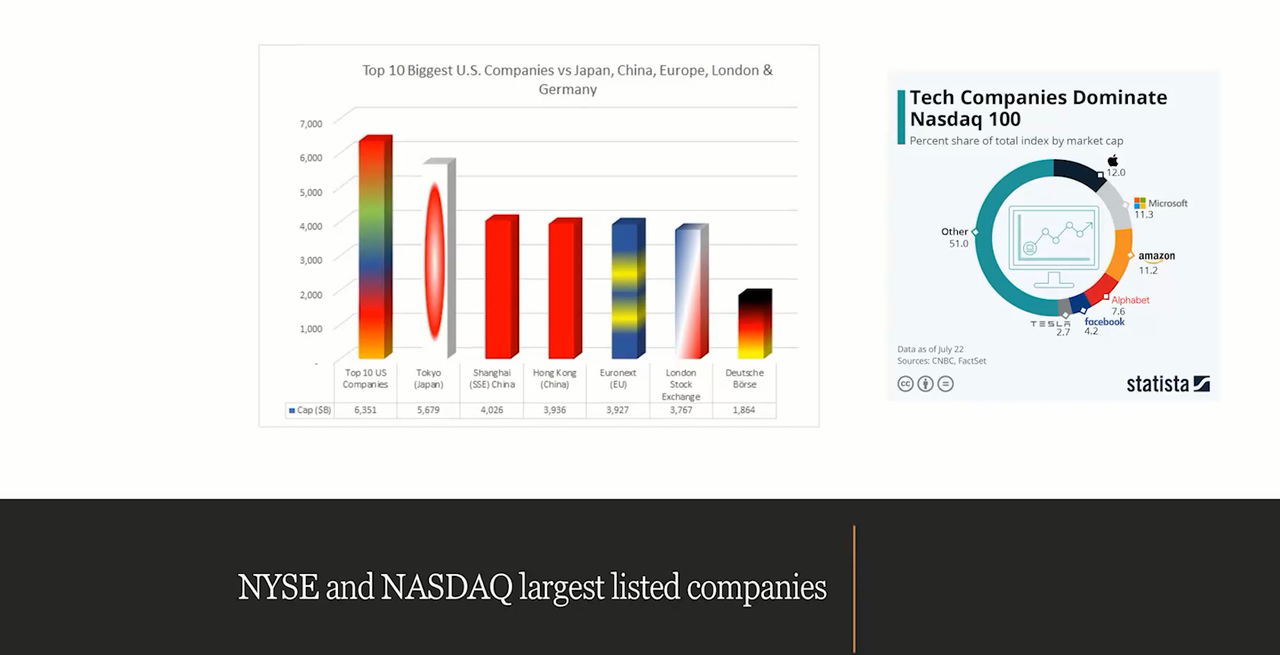 Top 10 Biggest U.S. Companies vs Japan, China, Europe, London &
Germany
7,000
6,000
5,000
4,000
3,000
2,000
1,000
-
Top 10 US
Companies
Tokyo
(Japan)
Shanghai
(SSE) China
Hong Kong
(China)
Euronext
(EU)
London
Stock
Exchange
Deutsche
Börse
Cap ($B) 6,351 5,679 4,026 3,936 3,927 3,767 1,864
Tech Companies Dominate
Nasdaq 100
Percent share of total index by market cap
12.0
Microsoft
11.3
amazon
11.2
Alphabet
7.6
facebook
4.2
TESLA
2.7
Other
51.0
Data as of July 22
Sources: CNBC, FactSet
cc
statista
NYSE and NASDAQ largest listed companies